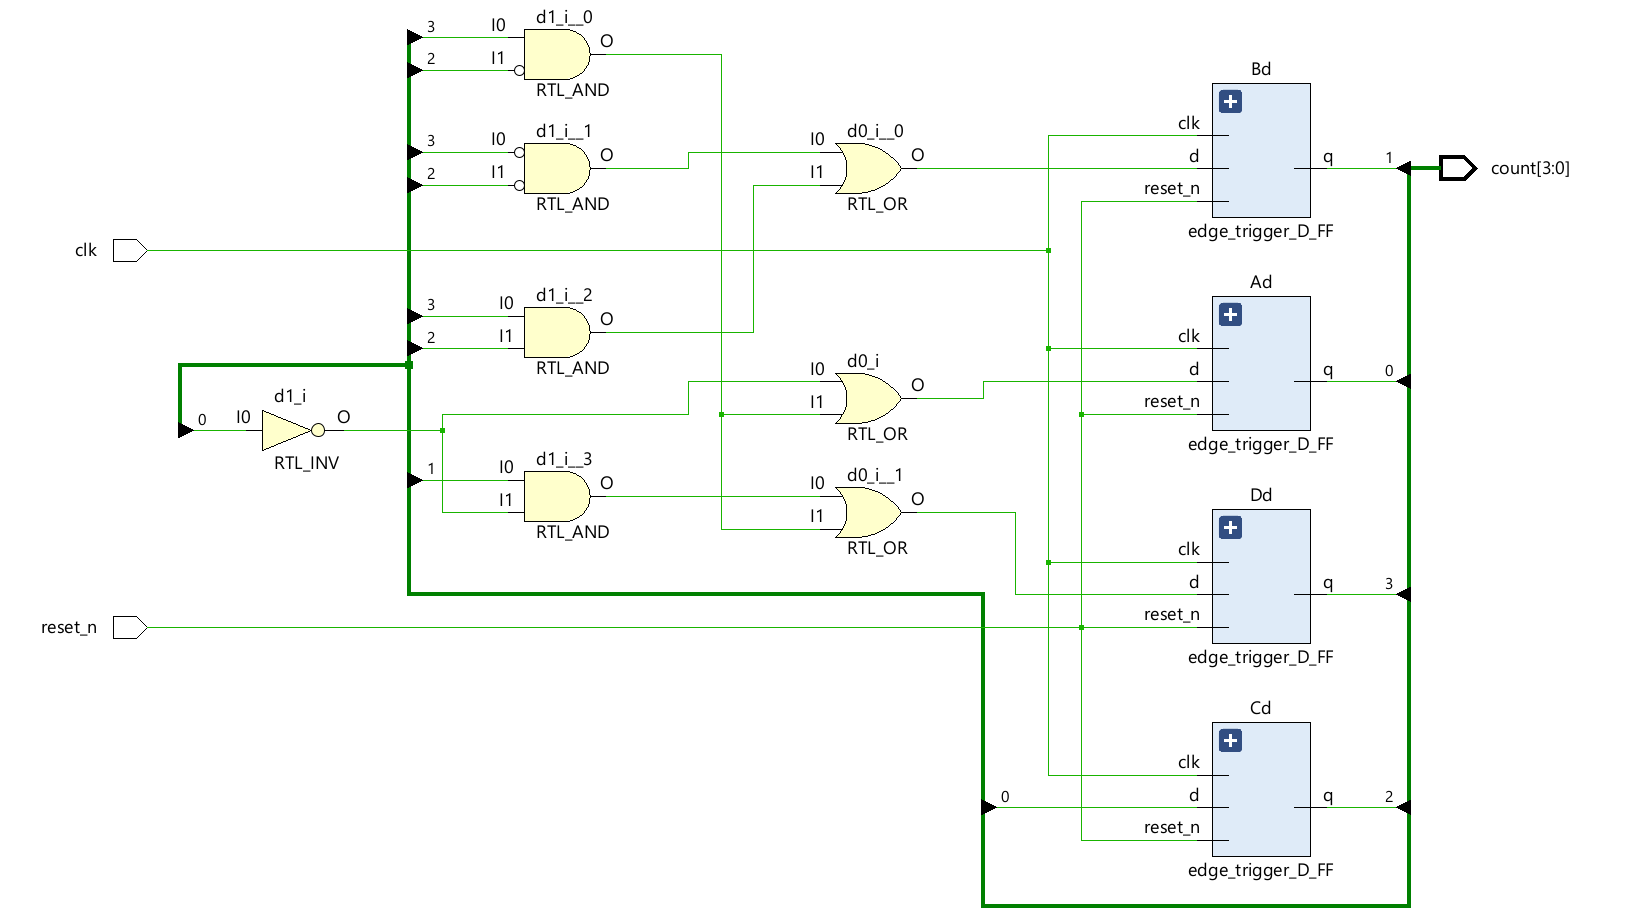 d1_i__0
3
I0
O
2
I1
RTL_AND
d1_i__1
3
I0
O
2
I1
RTL_AND
d0_i__0
I0
O
I1
RTL_OR
Bd
clk
d
reset_n
q
1
edge_trigger_D_FF
count[3:0]
clk
d1_i__2
3
I0
O
2
I1
RTL_AND
Ad
clk
d
reset_n
q
0
edge_trigger_D_FF
d0_i
I0
O
I1
RTL_OR
d1_i
0
I0
O
RTL_INV
d1_i__3
1
I0
O
I1
RTL_AND
d0_i__1
I0
O
I1
RTL_OR
Dd
clk
d
reset_n
q
3
edge_trigger_D_FF
reset_n
Cd
clk
0
d
reset_n
q
2
edge_trigger_D_FF